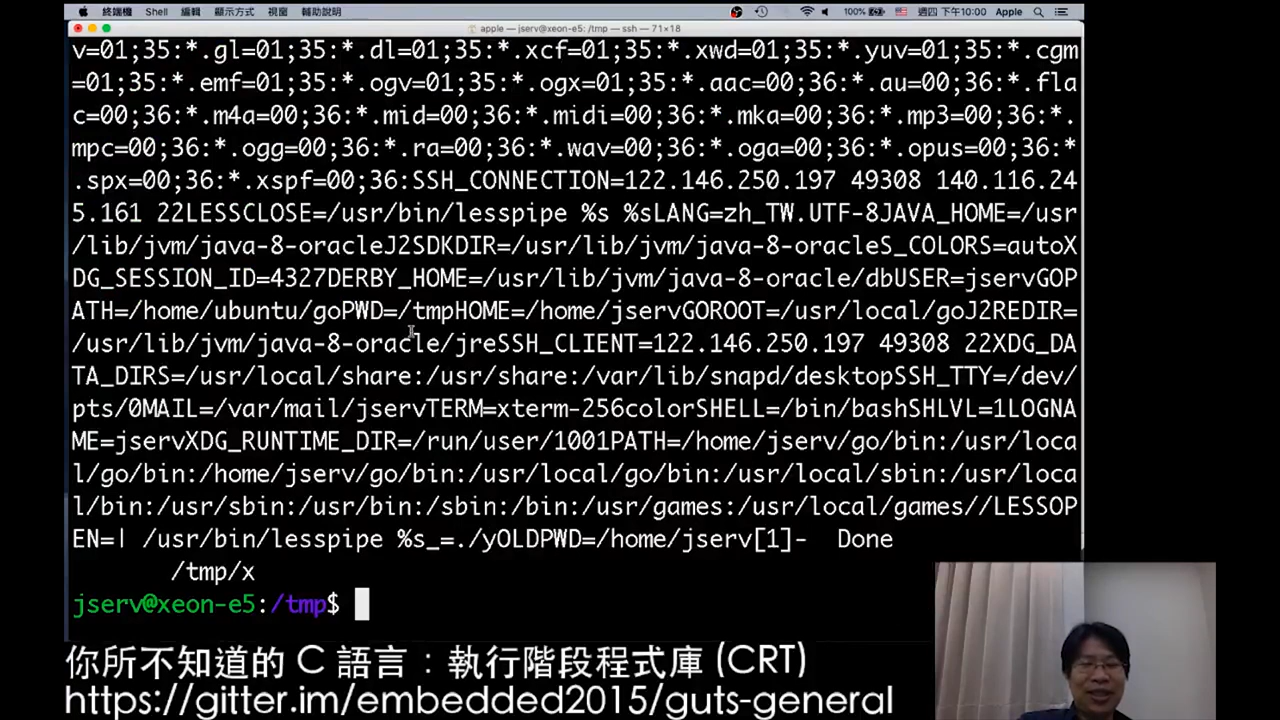 終端機 Shell 編輯 顯示方式 視窗 輔助說明 100% 週四 下午10:00 Apple
apple — jserv@xeon-e5: /tmp — ssh — 71×18
v=01;35:*.gl=01;35:*.dl=01;35:*.xcf=01;35:*.xwd=01;35:*.yuv=01;35:*.cgm
=01;35:*.emf=01;35:*.ogv=01;35:*.ogx=01;35:*.aac=00;36:*.au=00;36:*.fla
c=00;36:*.m4a=00;36:*.mid=00;36:*.midi=00;36:*.mka=00;36:*.mp3=00;36:*.
mpc=00;36:*.ogg=00;36:*.ra=00;36:*.wav=00;36:*.oga=00;36:*.opus=00;36:*
.spx=00;36:*.xspf=00;36:SSH_CONNECTION=122.146.250.197 49308 140.116.24
5.161 22LESSCLOSE=/usr/bin/lesspipe %s %sLANG=zh_TW.UTF-8JAVA_HOME=/usr
/lib/jvm/java-8-oracleJ2SDKDIR=/usr/lib/jvm/java-8-oracleS_COLORS=autoX
DG_SESSION_ID=4327DERBY_HOME=/usr/lib/jvm/java-8-oracle/dbUSER=jservGOP
ATH=/home/ubuntu/goPWD=/tmpHOME=/home/jservGOROOT=/usr/local/goJ2REDIR=
/usr/lib/jvm/java-8-oracle/jreSSH_CLIENT=122.146.250.197 49308 22XDG_DA
TA_DIRS=/usr/local/share:/usr/share:/var/lib/snapd/desktopSSH_TTY=/dev/
pts/0MAIL=/var/mail/jservTERM=xterm-256colorSHELL=/bin/bashSHLVL=1LOGNA
ME=jservXDG_RUNTIME_DIR=/run/user/1001PATH=/home/jserv/go/bin:/usr/loca
l/go/bin:/home/jserv/go/bin:/usr/local/go/bin:/usr/local/sbin:/usr/loca
l/bin:/usr/sbin:/usr/bin:/sbin:/bin:/usr/games:/usr/local/games//LESSOP
EN=| /usr/bin/lesspipe %s_=./yOLDPWD=/home/jserv[1]-  Done
/tmp/x
jserv@xeon-e5:/tmp$
你所不知道的 C 語言：執行階段程式庫 (CRT)
https://gitter.im/embedded2015/guts-general